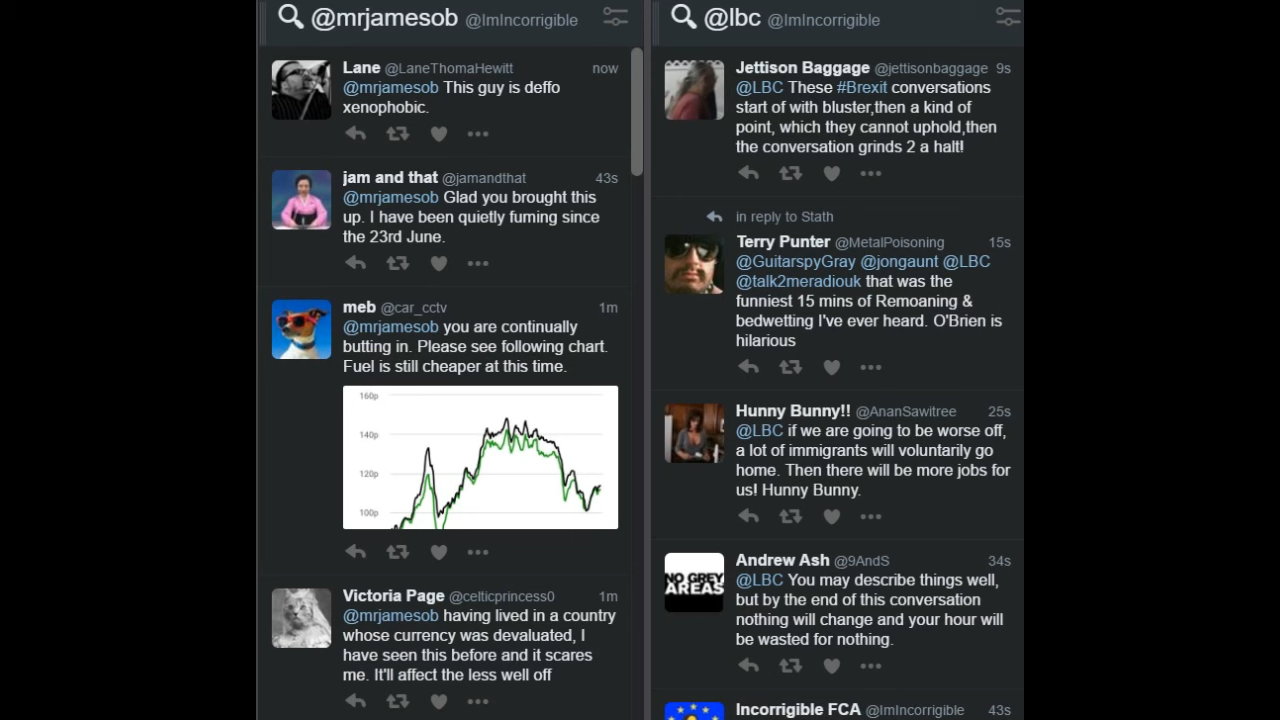 @mrjamesob @ImIncorrigible
Lane @LaneThomaHewitt now
@mrjamesob This guy is deffo
xenophobic.
jam and that @jamandthat 43s
@mrjamesob Glad you brought this
up. I have been quietly fuming since
the 23rd June.
meb @car_cctv 1m
@mrjamesob you are continually
butting in. Please see following chart.
Fuel is still cheaper at this time.
160p
140p
120p
100p
Victoria Page @celticprincess0 1m
@mrjamesob having lived in a country
whose currency was devaluated, I
have seen this before and it scares
me. It'll affect the less well off
@lbc @ImIncorrigible
Jettison Baggage @jettisonbaggage 9s
@LBC These #Brexit conversations
start of with bluster,then a kind of
point, which they cannot uphold,then
the conversation grinds 2 a halt!
in reply to Stath
Terry Punter @MetalPoisoning 15s
@GuitarspyGray @jongaunt @LBC
@talk2meradiouk that was the
funniest 15 mins of Remoaning &
bedwetting I've ever heard. O'Brien is
hilarious
Hunny Bunny!! @AnanSawitree 25s
@LBC if we are going to be worse off,
a lot of immigrants will voluntarily go
home. Then there will be more jobs for
us! Hunny Bunny.
NO GREY
AREAS
Andrew Ash @9AndS 34s
@LBC You may describe things well,
but by the end of this conversation
nothing will change and your hour will
be wasted for nothing.
Incorrigible FCA @ImIncorrigible 43s